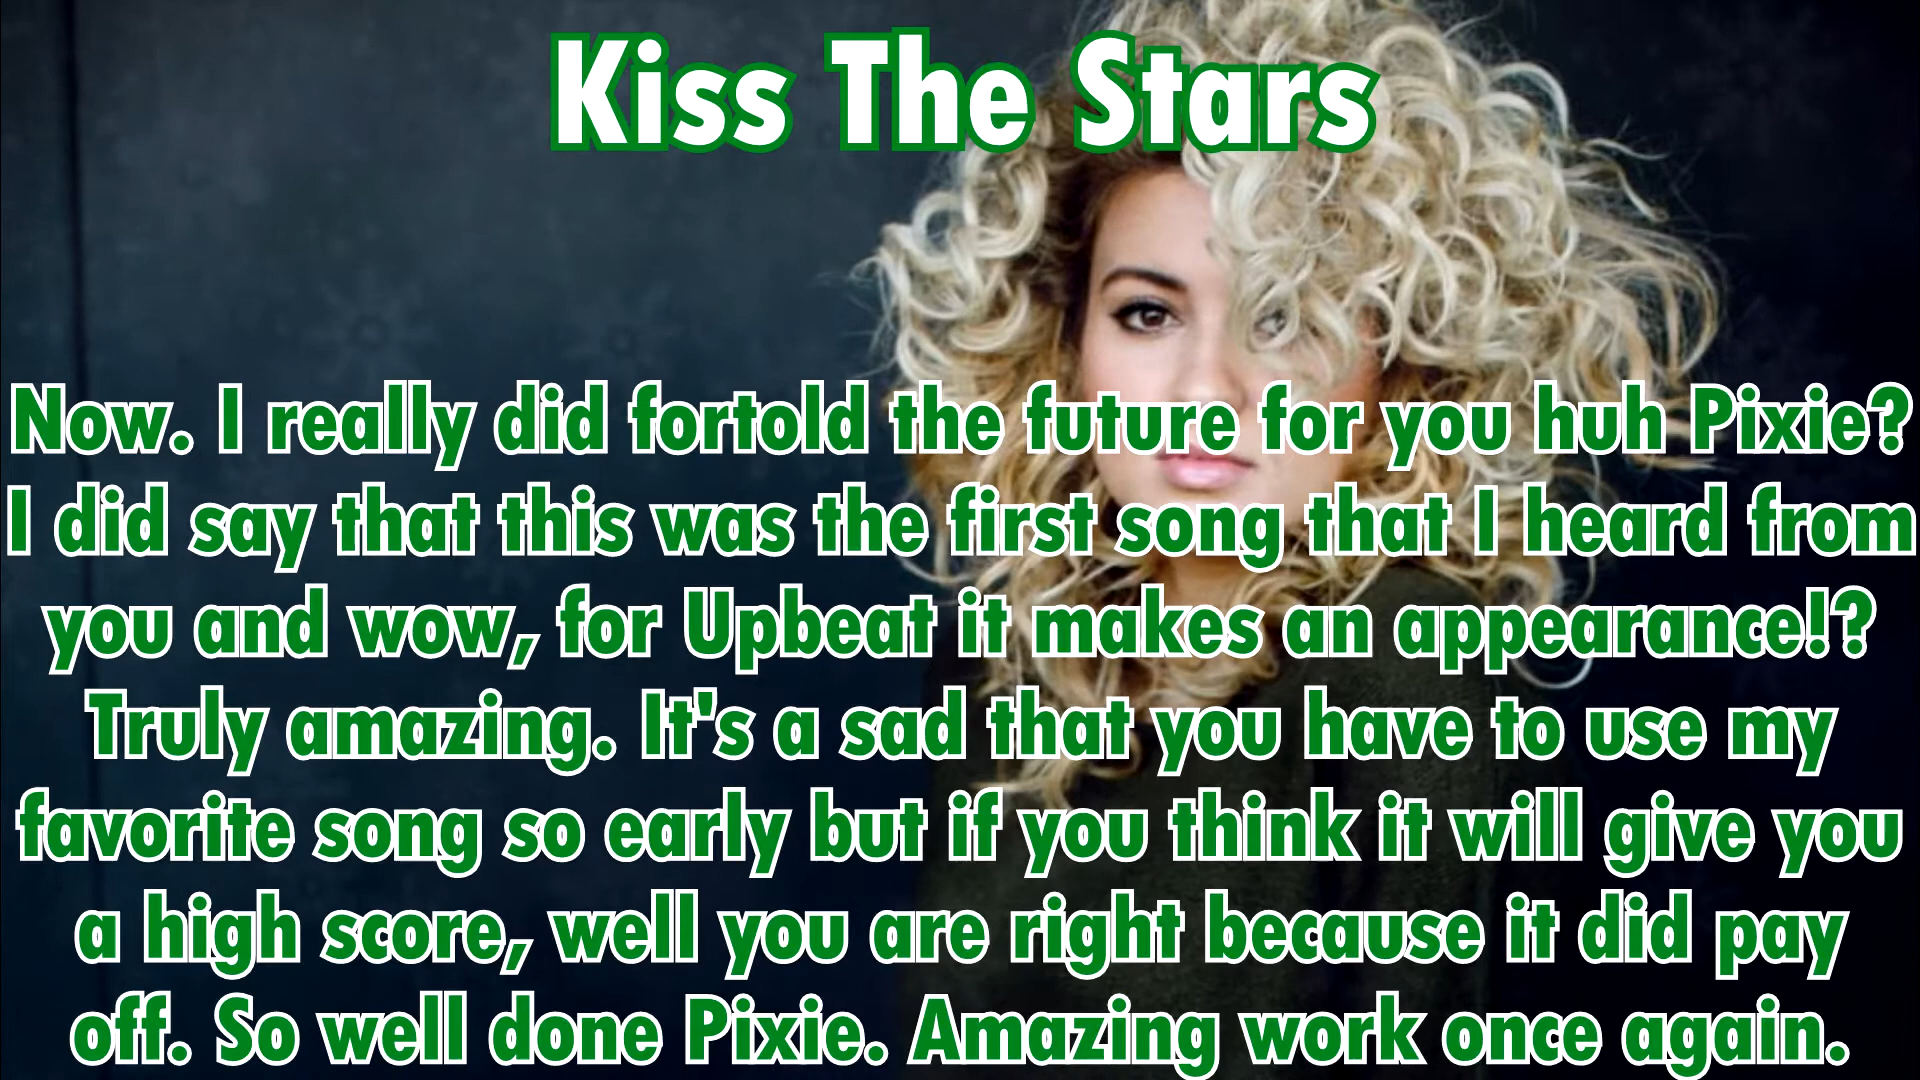 Kiss The Stars
Now. I really did fortold the future for you huh Pixie?
I did say that this was the first song that I heard from
you and wow, for Upbeat it makes an appearance!?
Truly amazing. It's a sad that you have to use my
favorite song so early but if you think it will give you
a high score, well you are right because it did pay
off. So well done Pixie. Amazing work once again.